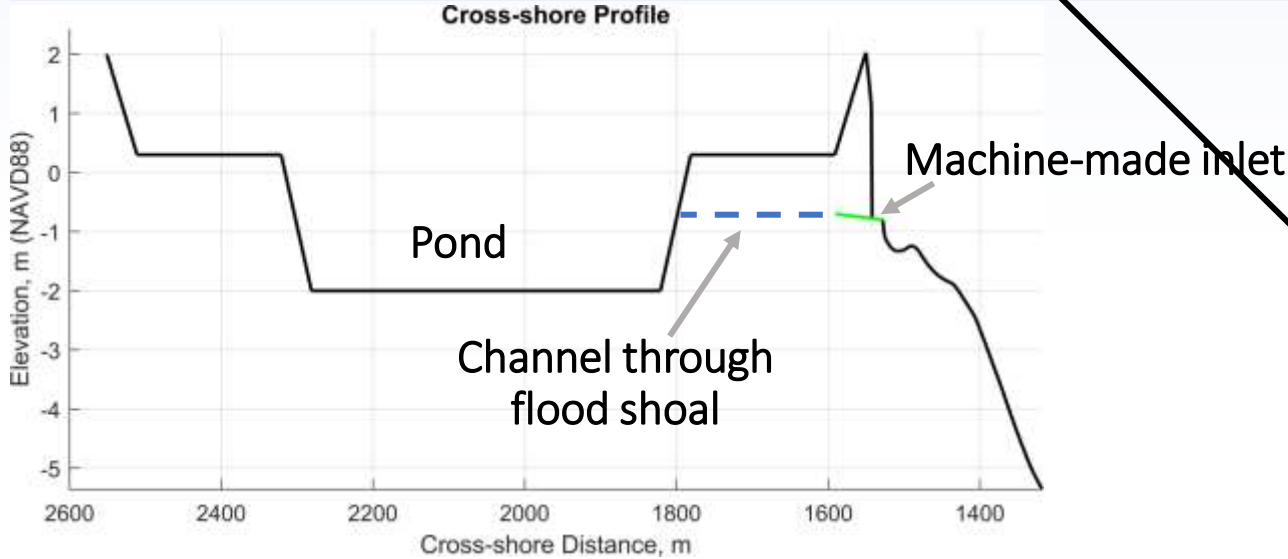 Cross-shore Profile
2
1
0
-1
-2
-3
-4
-5
Elevation, m (NAVD88)
Machine-made inlet
Pond
Channel through
flood shoal
2600 2400 2200 2000 1800 1600 1400
Cross-shore Distance, m